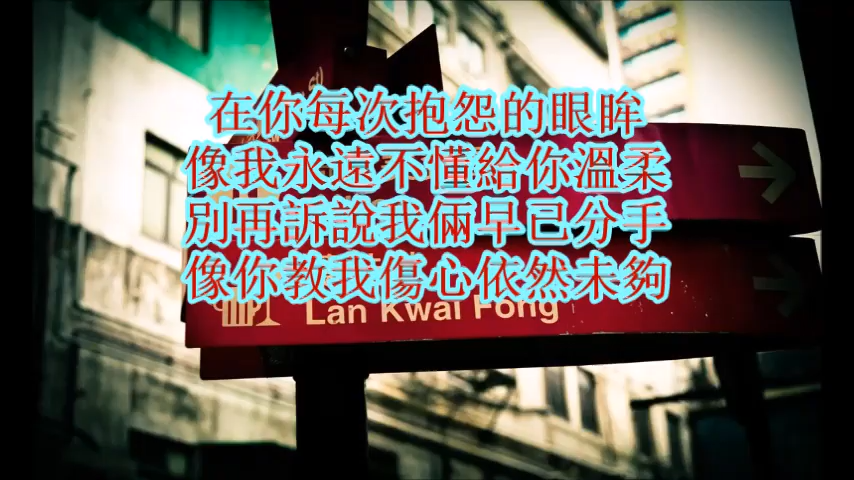 st)
在你每次抱怨的眼眸
像我永遠不懂給你溫柔
別再訴說我倆早已分手
像你教我傷心依然未夠
Lan Kwai Fong